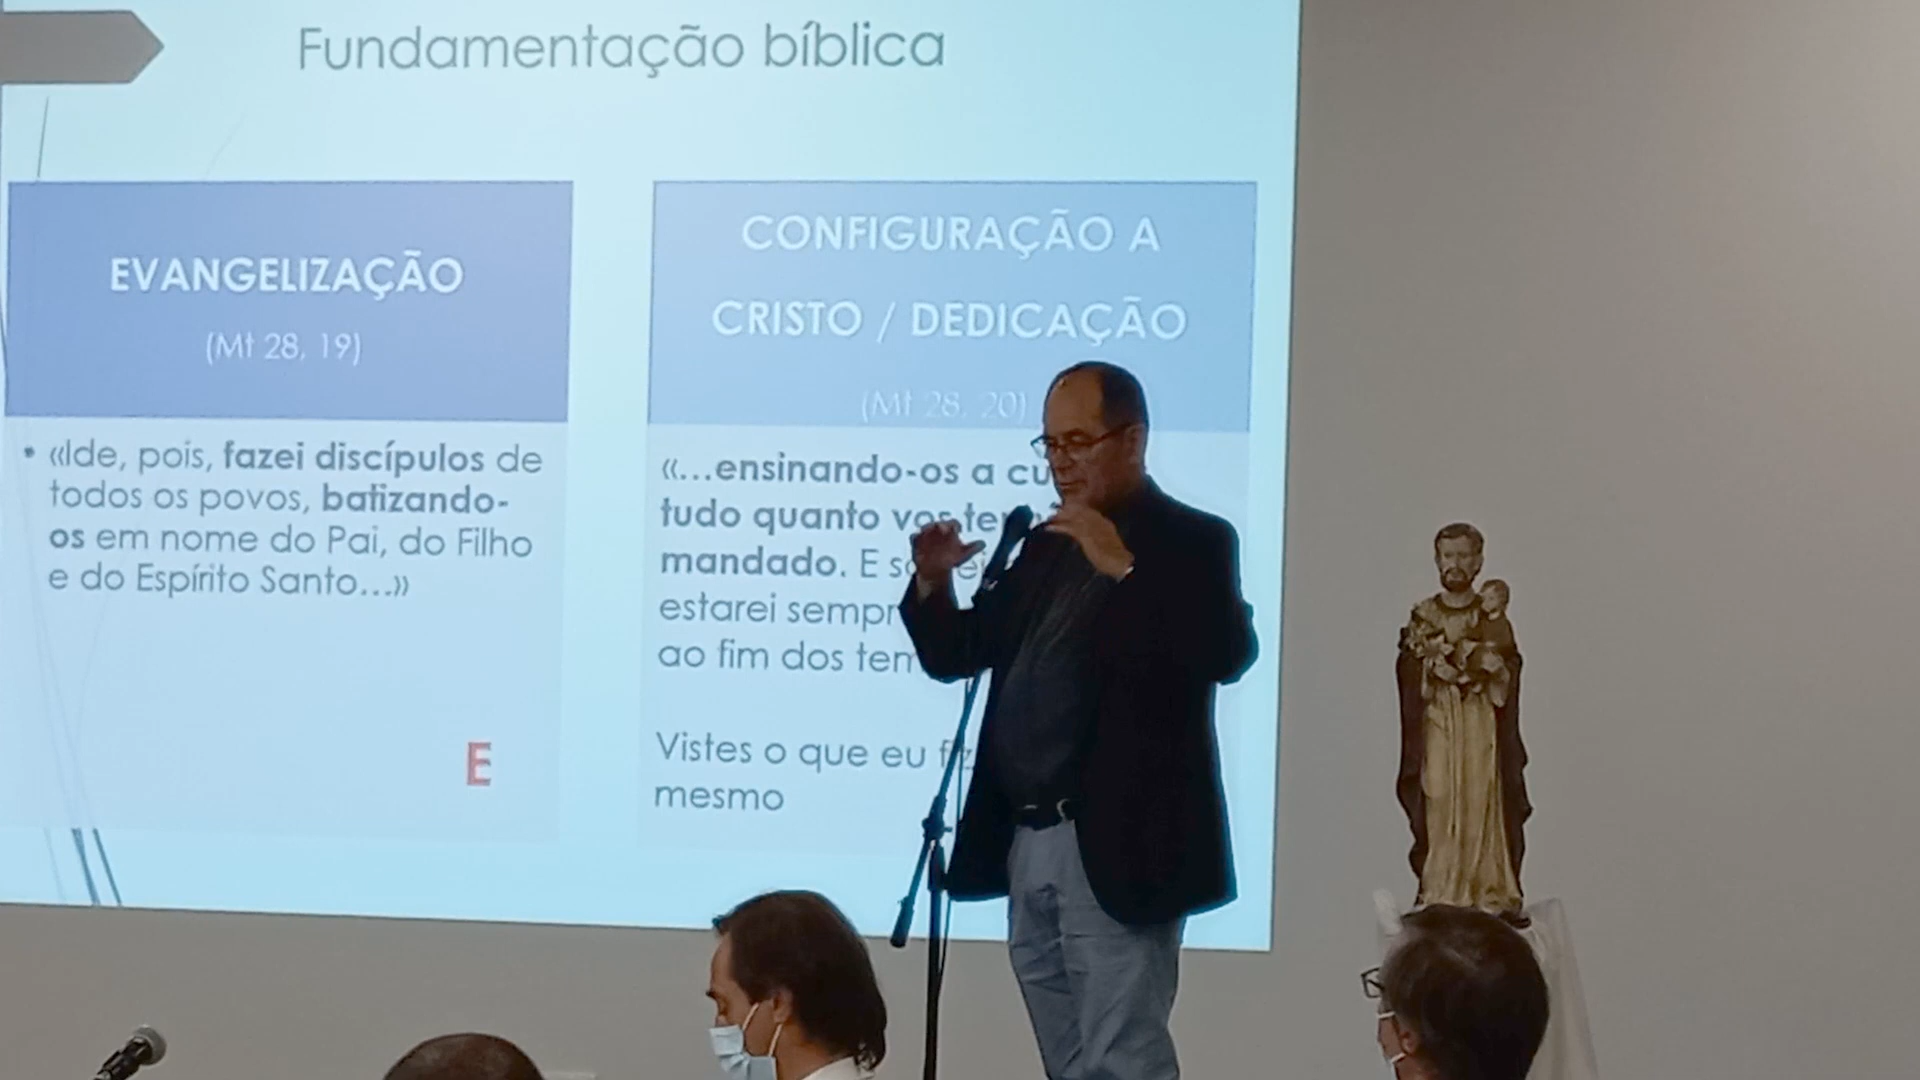 Fundamentação bíblica
EVANGELIZAÇÃO
(Mt 28, 19)
• «Ide, pois, fazei discípulos de
todos os povos, batizando-
os em nome do Pai, do Filho
e do Espírito Santo...»
E
CONFIGURAÇÃO A
CRISTO / DEDICAÇÃO
(Mt 28, 20)
«...ensinando-os a
tudo quanto vos
mandado. E
estarei
ao fim dos
Vistes o que eu
mesmo